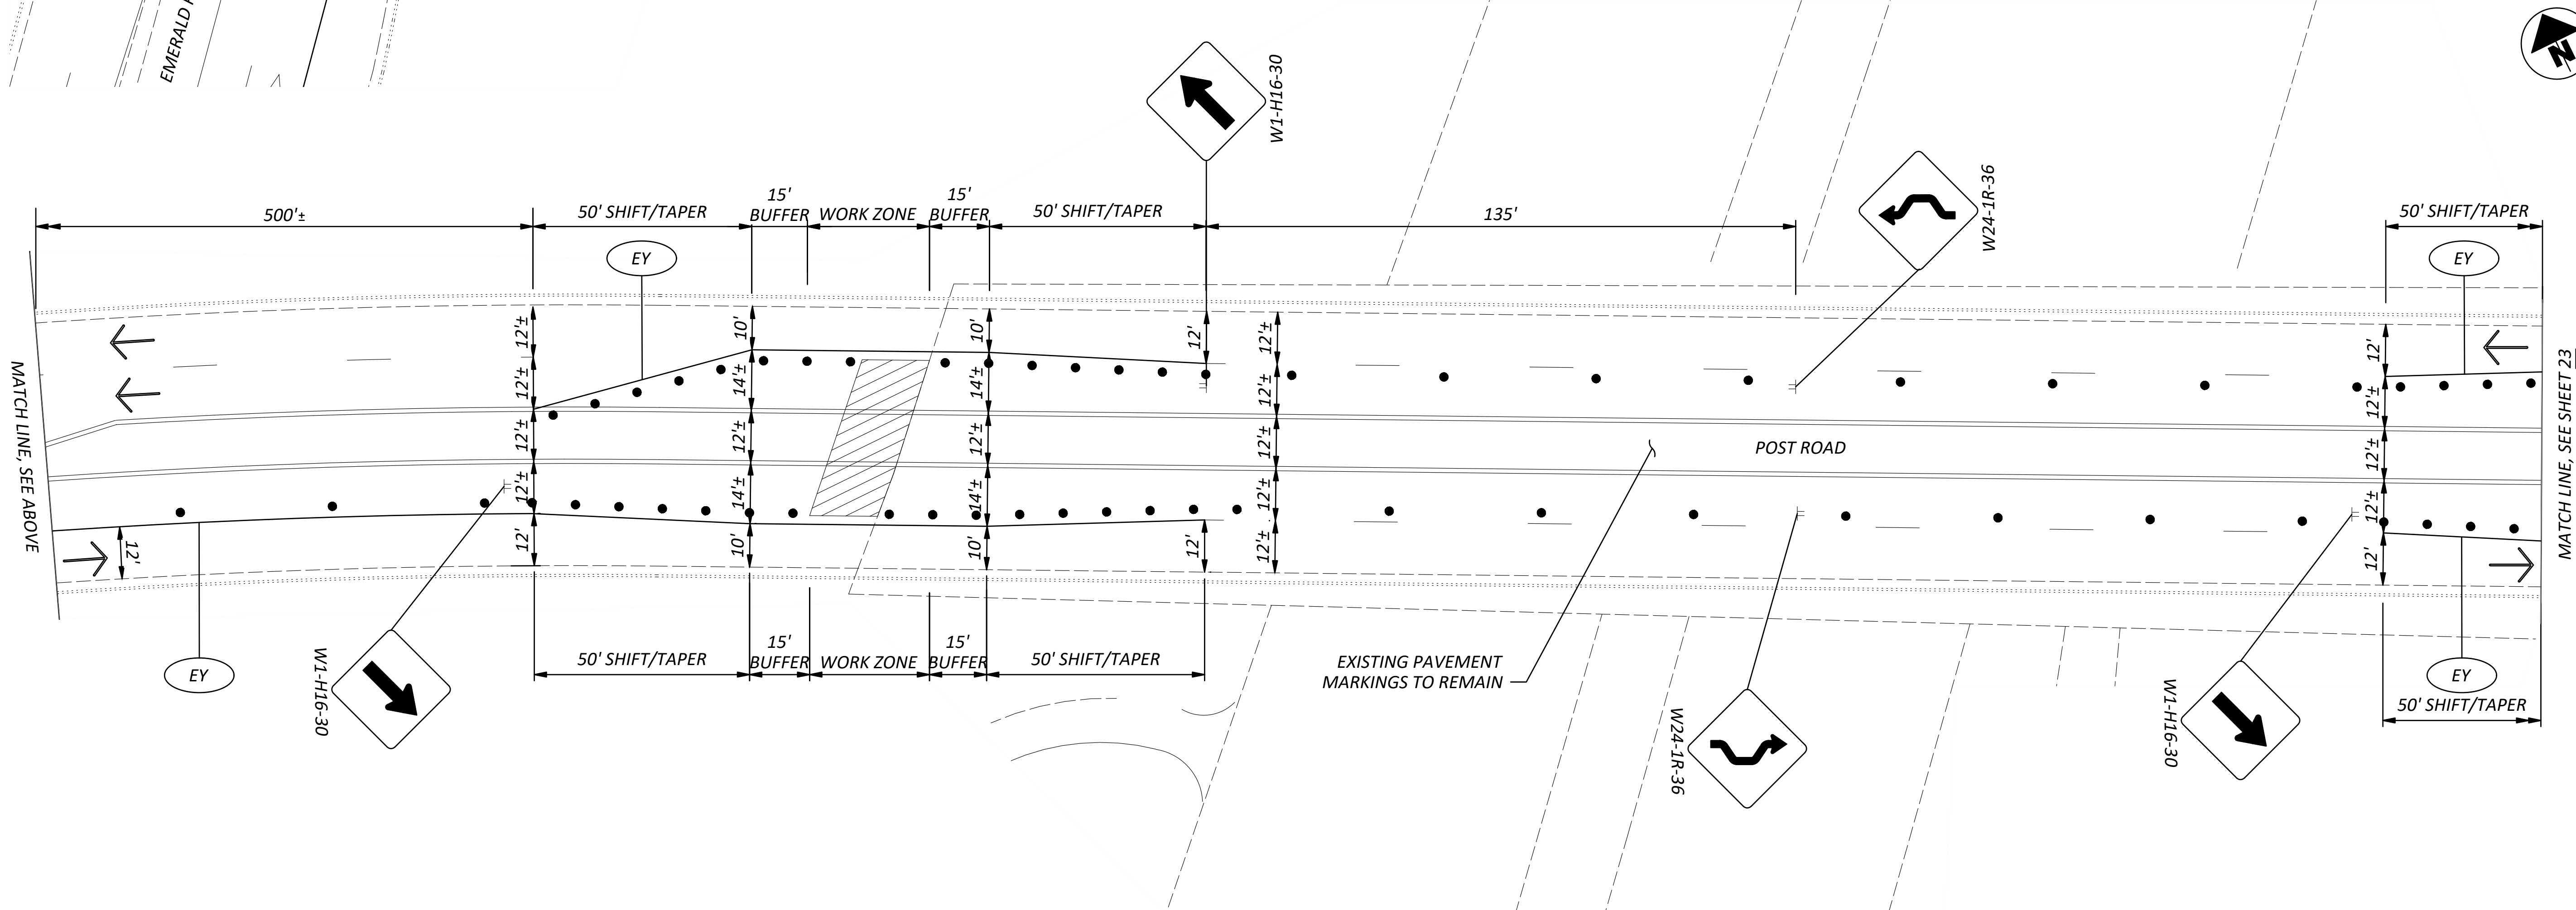 EMERALD
N
W1-H16-30
W24-1R-36
500'±
50' SHIFT/TAPER
15'
BUFFER
WORK ZONE
15'
BUFFER
50' SHIFT/TAPER
135'
50' SHIFT/TAPER
EY
EY
12'±
10'
10'
12'
12'±
12'
12'±
14'±
14'±
12'±
12'±
12'±
12'±
12'±
12'±
12'±
POST ROAD
12'±
14'±
14'±
12'±
12'±
12'
12'
10'
10'
12'
12'±
12'
MATCH LINE, SEE ABOVE
MATCH LINE, SEE SHEET 23
50' SHIFT/TAPER
15'
BUFFER
WORK ZONE
15'
BUFFER
50' SHIFT/TAPER
EXISTING PAVEMENT
MARKINGS TO REMAIN
EY
EY
50' SHIFT/TAPER
W1-H16-30
W24-1R-36
W1-H16-30